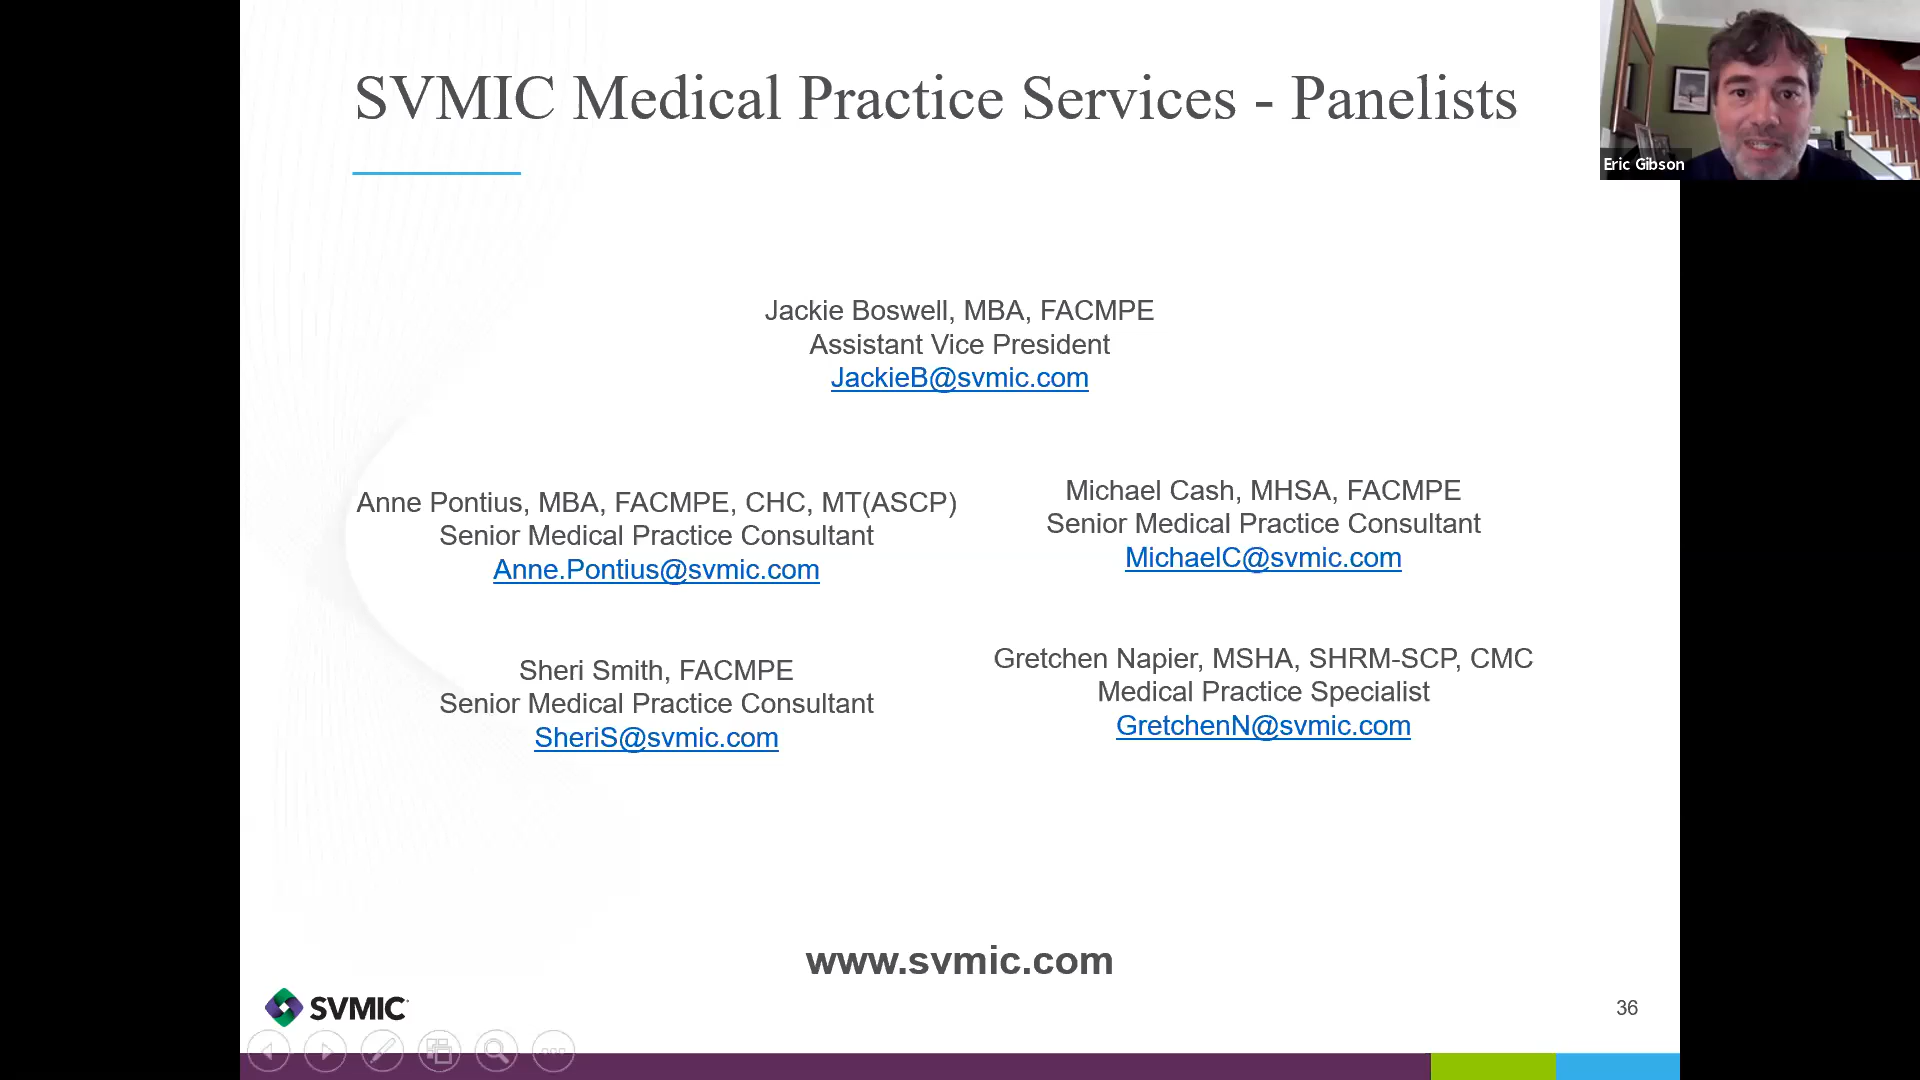 SVMIC Medical Practice Services - Panelists
Eric Gibson
Jackie Boswell, MBA, FACMPE
Assistant Vice President
JackieB@svmic.com
Anne Pontius, MBA, FACMPE, CHC, MT(ASCP)
Senior Medical Practice Consultant
Anne.Pontius@svmic.com
Michael Cash, MHSA, FACMPE
Senior Medical Practice Consultant
MichaelC@svmic.com
Sheri Smith, FACMPE
Senior Medical Practice Consultant
SheriS@svmic.com
Gretchen Napier, MSHA, SHRM-SCP, CMC
Medical Practice Specialist
GretchenN@svmic.com
www.svmic.com
SVMIC
36